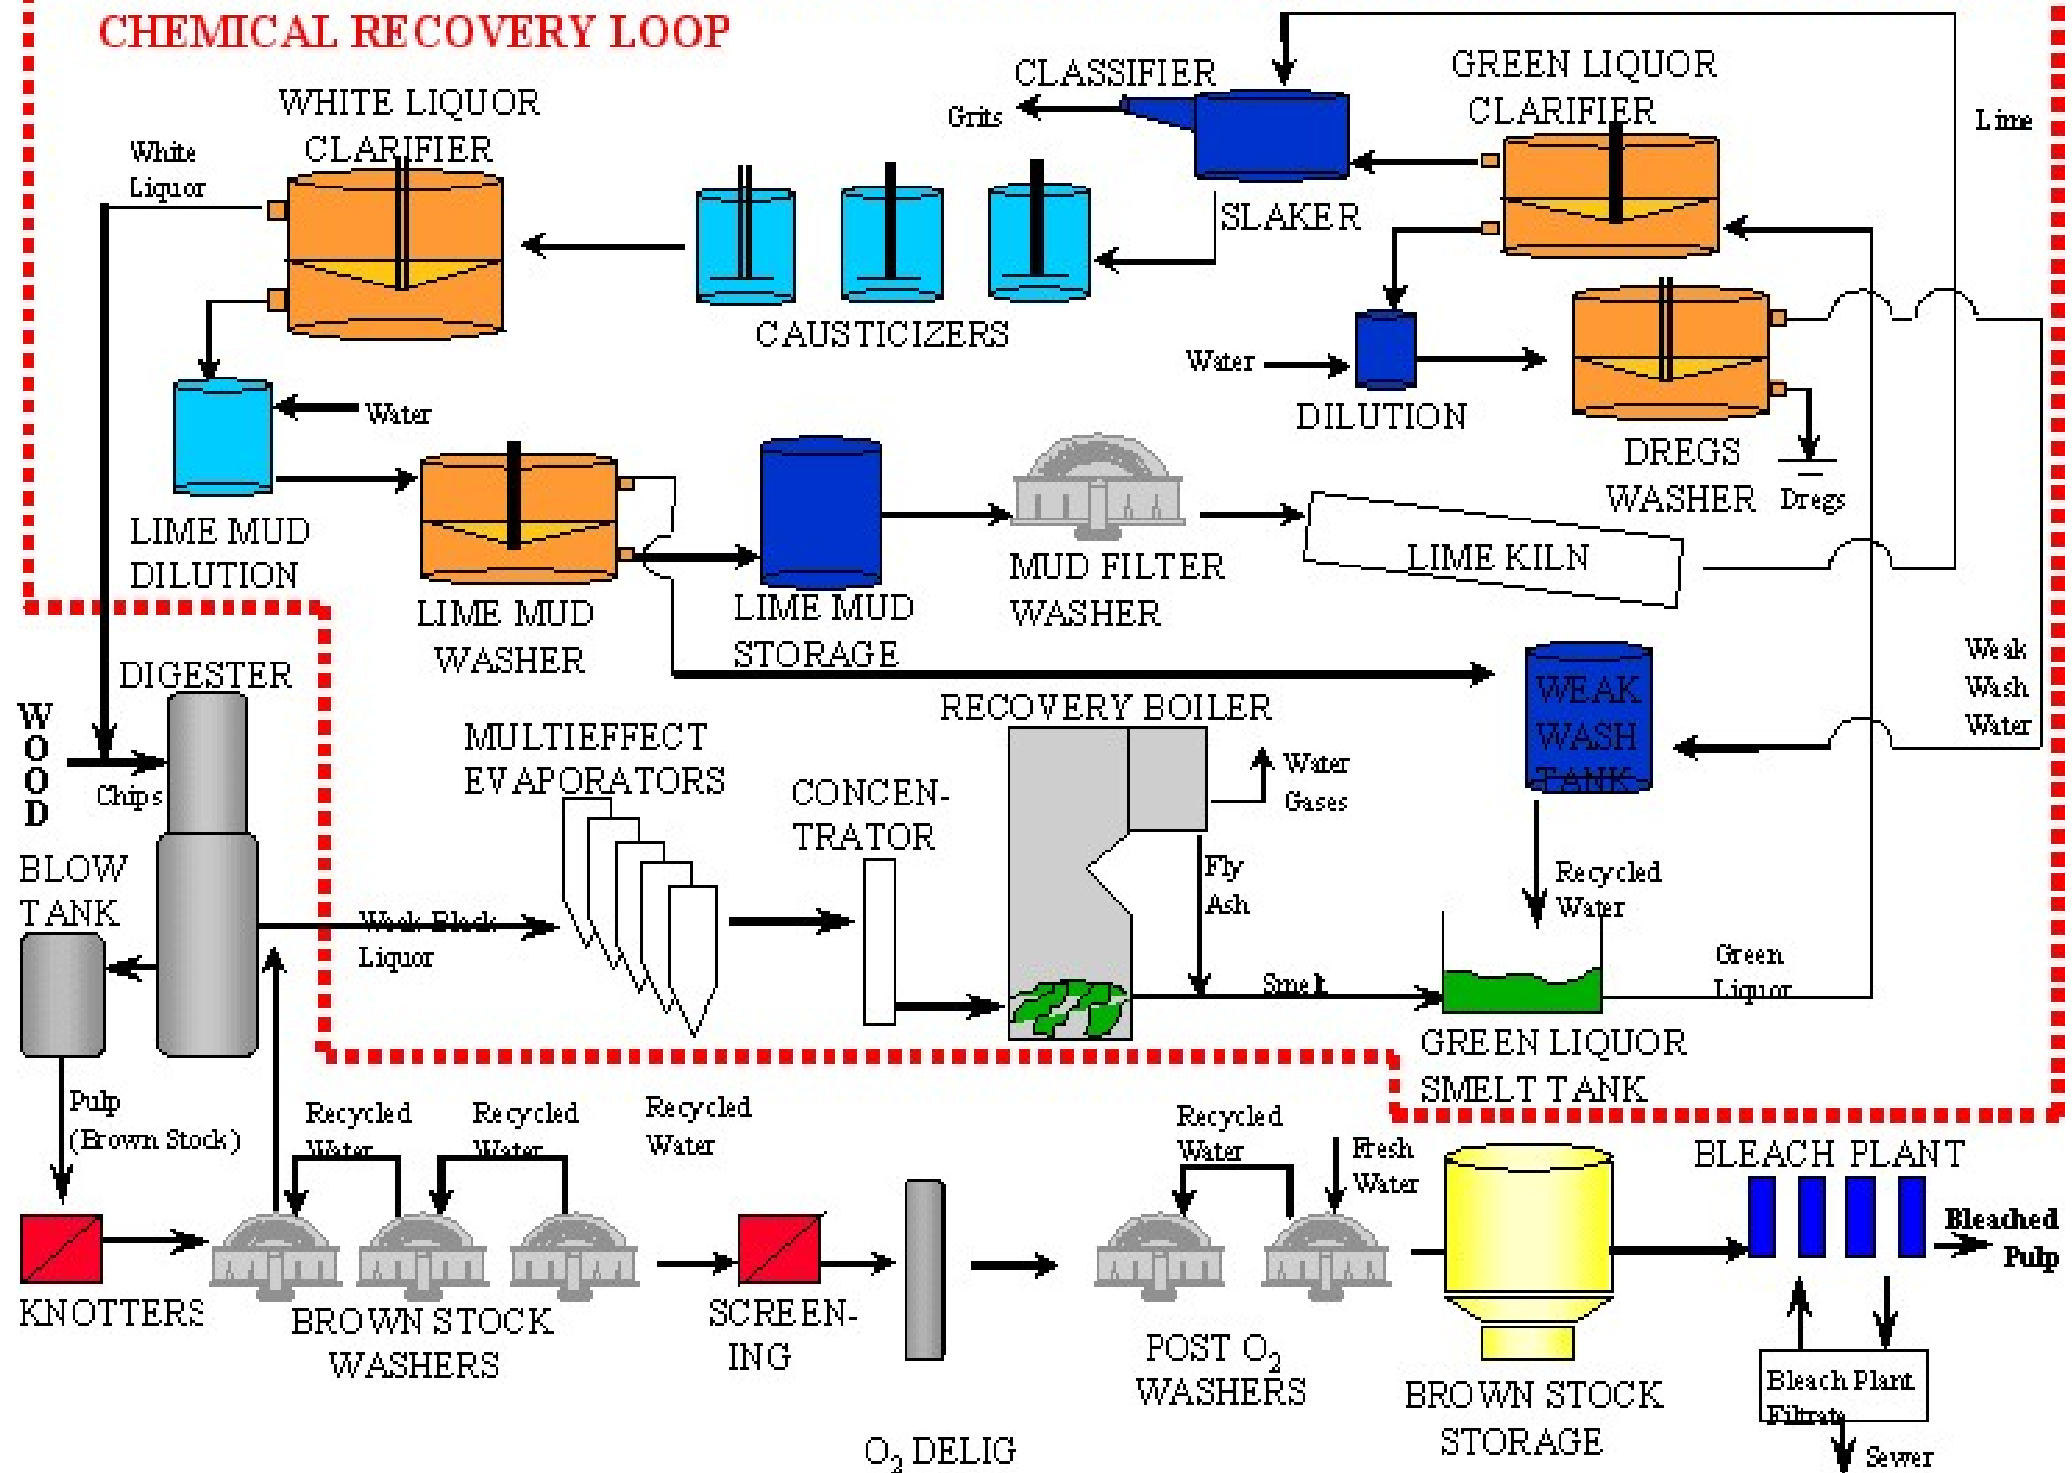 CHEMICAL RECOVERY LOOP
WHITE LIQUOR
CLARIFIER
White
Liquor
CLASSIFIER
Grits
SLAKER
GREEN LIQUOR
CLARIFIER
Lime
CAUSTICIZERS
Water
DILUTION
DREGS
WASHER
Dregs
Water
LIME MUD
DILUTION
LIME MUD
WASHER
LIME MUD
STORAGE
MUD FILTER
WASHER
LIME KILN
Weak
Wash
Water
WEAK
WASH
TANK
DIGESTER
WOOD
Chips
MULTIEFFECT
EVAPORATORS
CONCEN-
TRATOR
RECOVERY BOILER
Water
Gases
Fly
Ash
Recycled
Water
BLOW
TANK
Weak Black
Liquor
Smelt
Green
Liquor
GREEN LIQUOR
SMELT TANK
Pulp
(Brown Stock)
Recycled
Water
Recycled
Water
Recycled
Water
Recycled
Water
Fresh
Water
BLEACH PLANT
Bleached
Pulp
KNOTTERS
BROWN STOCK
WASHERS
SCREEN-
ING
O2 DELIG
POST O2
WASHERS
BROWN STOCK
STORAGE
Bleach Plant
Filtrate
Sewer